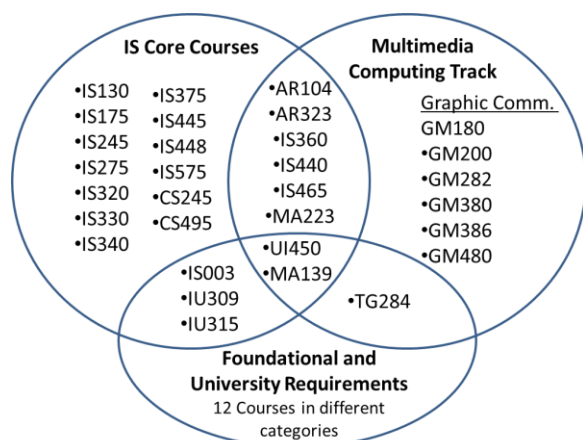 IS Core Courses
•IS130
•IS175
•IS245
•IS275
•IS320
•IS330
•IS340
•IS375
•IS445
•IS448
•IS575
•CS245
•CS495
•AR104
•AR323
•IS360
•IS440
•IS465
•MA223
•UI450
•MA139
Multimedia
Computing Track
Graphic Comm.
GM180
•GM200
•GM282
•GM380
•GM386
•GM480
•IS003
•IU309
•IU315
•TG284
Foundational and
University Requirements
12 Courses in different
categories